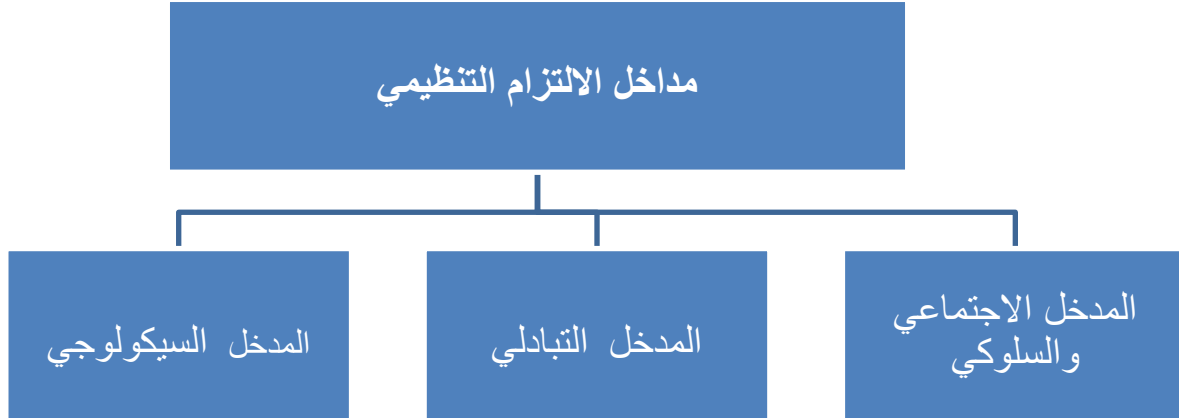 مداخل الالتزام التنظيمي
المدخل الاجتماعي
والسلوكي
المدخل التبادلي
المدخل السيكولوجي